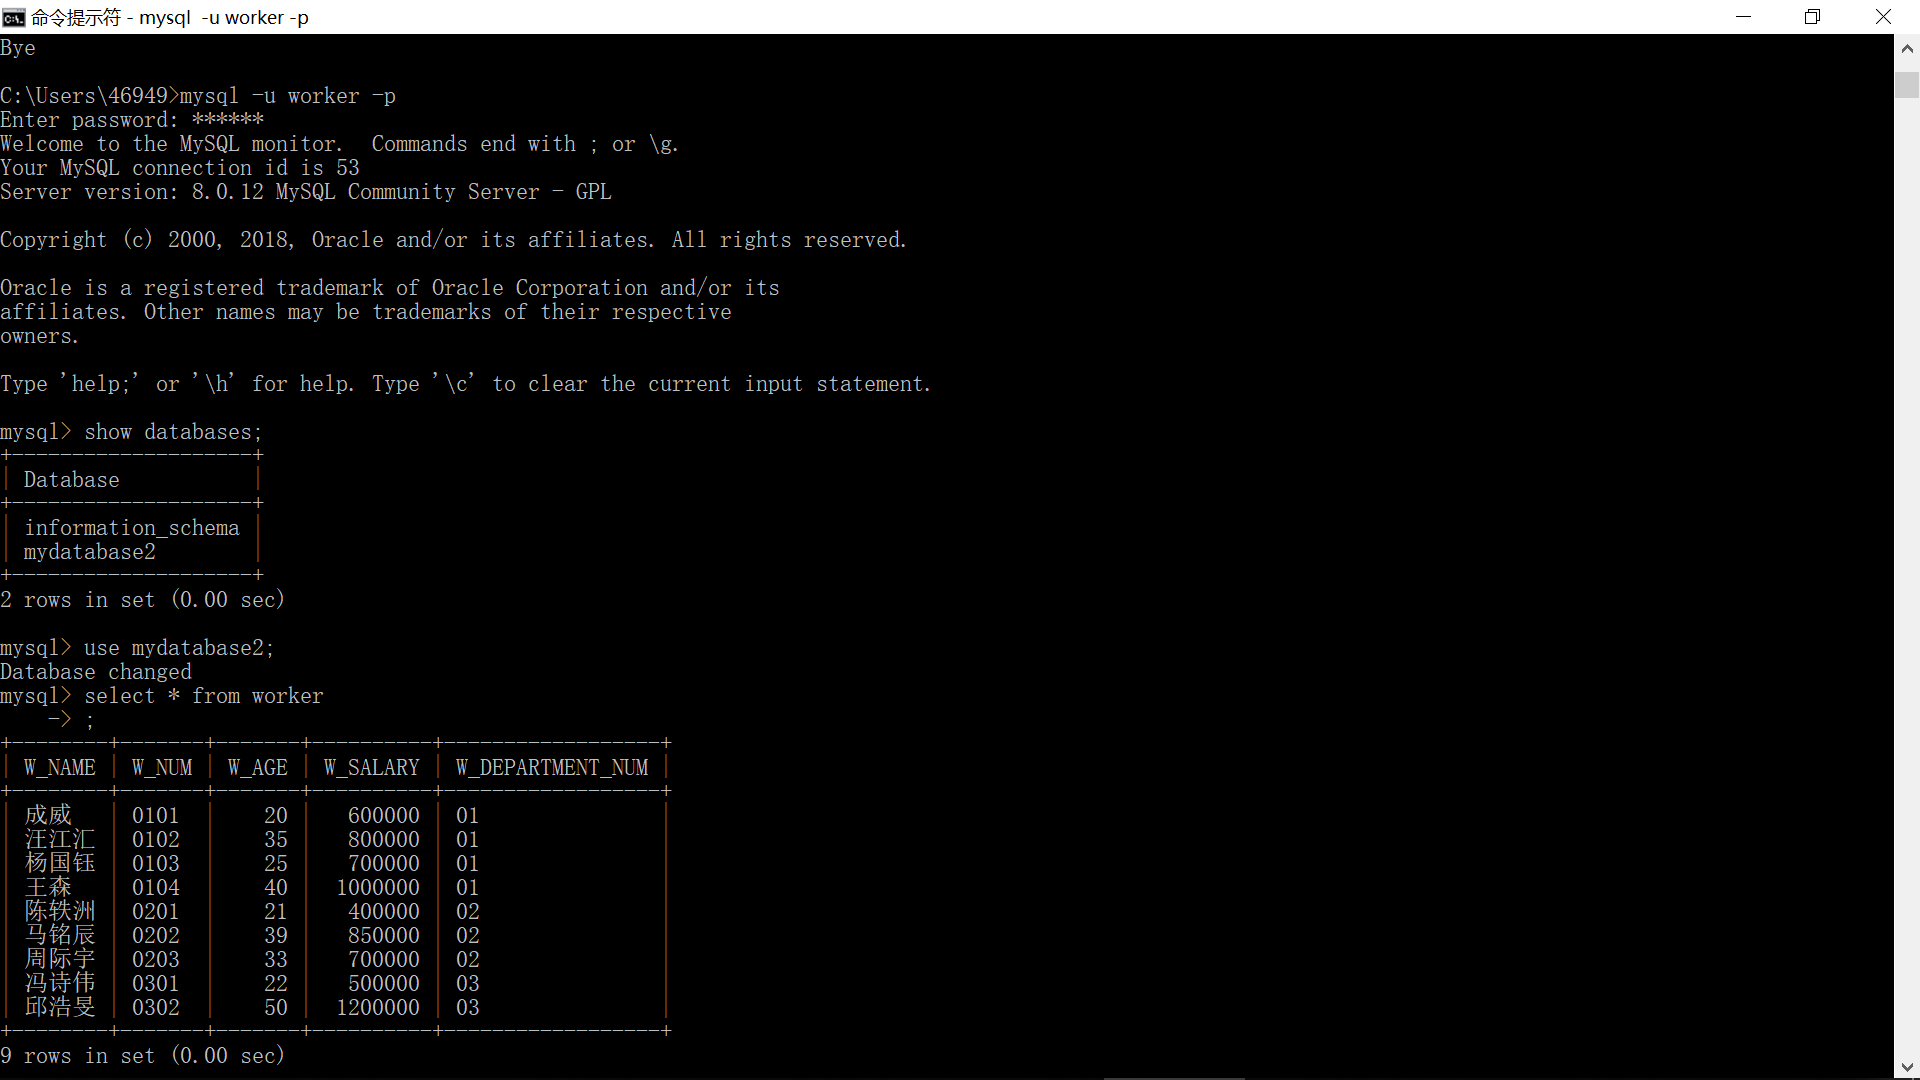 命令提示符 - mysql  -u worker -p
Bye
C:\Users\46949>mysql -u worker -p
Enter password: ******
Welcome to the MySQL monitor.  Commands end with ; or \g.
Your MySQL connection id is 53
Server version: 8.0.12 MySQL Community Server - GPL
Copyright (c) 2000, 2018, Oracle and/or its affiliates. All rights reserved.
Oracle is a registered trademark of Oracle Corporation and/or its
affiliates. Other names may be trademarks of their respective
owners.
Type 'help;' or '\h' for help. Type '\c' to clear the current input statement.
mysql> show databases;
+--------------------+
| Database           |
+--------------------+
| information_schema |
| mydatabase2        |
+--------------------+
2 rows in set (0.00 sec)
mysql> use mydatabase2;
Database changed
mysql> select * from worker
    -> ;
+--------+-------+-------+----------+------------------+
| W_NAME | W_NUM | W_AGE | W_SALARY | W_DEPARTMENT_NUM |
+--------+-------+-------+----------+------------------+
| 成威   | 0101  |    20 |   600000 | 01               |
| 汪江汇 | 0102  |    35 |   800000 | 01               |
| 杨国钰 | 0103  |    25 |   700000 | 01               |
| 王森   | 0104  |    40 |  1000000 | 01               |
| 陈轶洲 | 0201  |    21 |   400000 | 02               |
| 马铭辰 | 0202  |    39 |   850000 | 02               |
| 周际宇 | 0203  |    33 |   700000 | 02               |
| 冯诗伟 | 0301  |    22 |   500000 | 03               |
| 邱浩旻 | 0302  |    50 |  1200000 | 03               |
+--------+-------+-------+----------+------------------+
9 rows in set (0.00 sec)